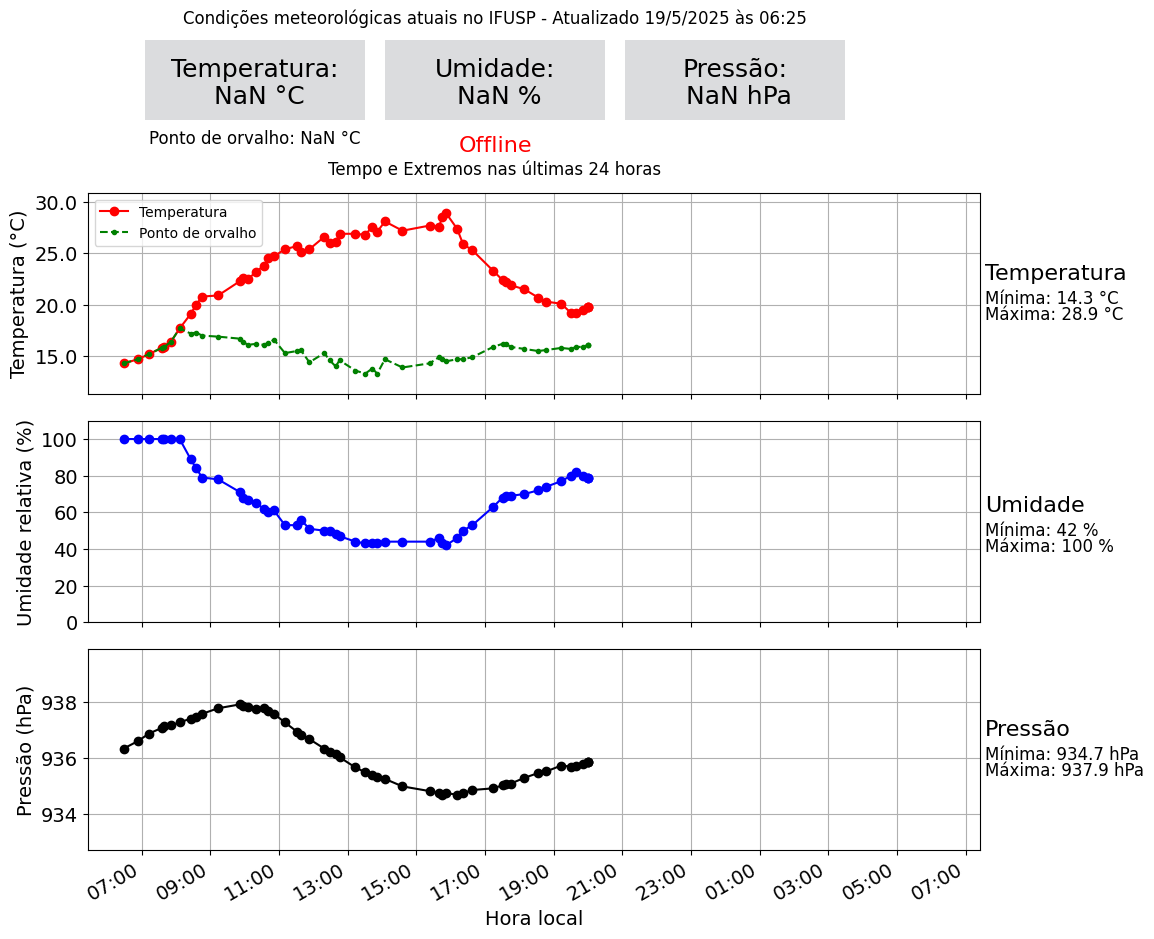 Condições meteorológicas atuais no IFUSP - Atualizado 19/5/2025 às 06:25
Temperatura:
NaN °C
Umidade:
NaN %
Pressão:
NaN hPa
Ponto de orvalho: NaN °C
Offline
Tempo e Extremos nas últimas 24 horas
Temperatura (°C)
30.0
25.0
20.0
15.0
Temperatura
Ponto de orvalho
Temperatura
Mínima: 14.3 °C
Máxima: 28.9 °C
Umidade relativa (%)
100
80
60
40
20
0
Umidade
Mínima: 42 %
Máxima: 100 %
Pressão (hPa)
938
936
934
Pressão
Mínima: 934.7 hPa
Máxima: 937.9 hPa
07:00 09:00 11:00 13:00 15:00 17:00 19:00 21:00 23:00 01:00 03:00 05:00 07:00
Hora local